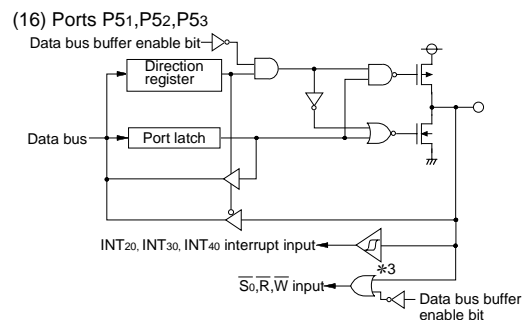 (16) Ports P51,P52,P53
Data bus buffer enable bit
Direction
register
Data bus
Port latch
INT20, INT30, INT40 interrupt input
*3
S0,R,W input
Data bus buffer
enable bit